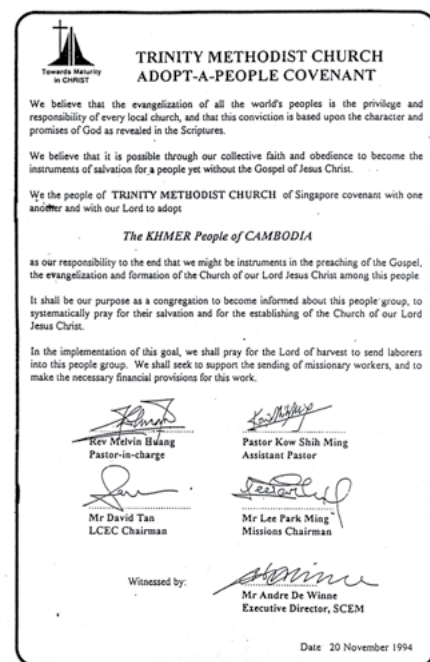 Towards Maturity
in CHRIST
TRINITY METHODIST CHURCH
ADOPT-A-PEOPLE COVENANT
We believe that the evangelization of all the world's peoples is the privilege and
responsibility of every local church, and that this conviction is based upon the character and
promises of God as revealed in the Scriptures.
We believe that it is possible through our collective faith and obedience to become the
instruments of salvation for a people yet without the Gospel of Jesus Christ.
We the people of TRINITY METHODIST CHURCH of Singapore covenant with one
another and with our Lord to adopt
The KHMER People of CAMBODIA
as our responsibility to the end that we might be instruments in the preaching of the Gospel,
the evangelization and formation of the Church of our Lord Jesus Christ among this people
It shall be our purpose as a congregation to become informed about this people group, to
systematically pray for their salvation and for the establishing of the Church of our Lord
Jesus Christ.
In the implementation of this goal, we shall pray for the Lord of harvest to send laborers
into this people group. We shall seek to support the sending of missionary workers, and to
make the necessary financial provisions for this work.
Rev Melvin Huang
Pastor-in-charge
Pastor Kow Shih Ming
Assistant Pastor
Mr David Tan
LCEC Chairman
Mr Lee Park Ming
Missions Chairman
Witnessed by:
Mr Andre De Winne
Executive Director, SCEM
Date 20 November 1994